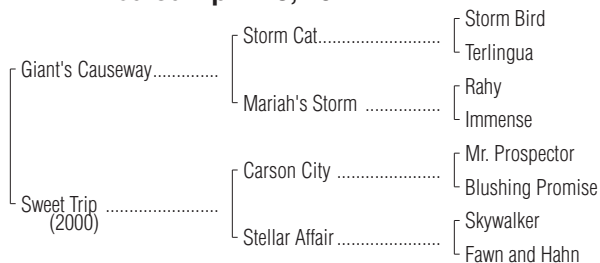 Storm Bird
Storm Cat........................
Terlingua
Giant's Causeway.............
Rahy
Mariah's Storm ...............
Immense
Mr. Prospector
Carson City .....................
Blushing Promise
Sweet Trip ......................
(2000)
Skywalker
Stellar Affair.....................
Fawn and Hahn